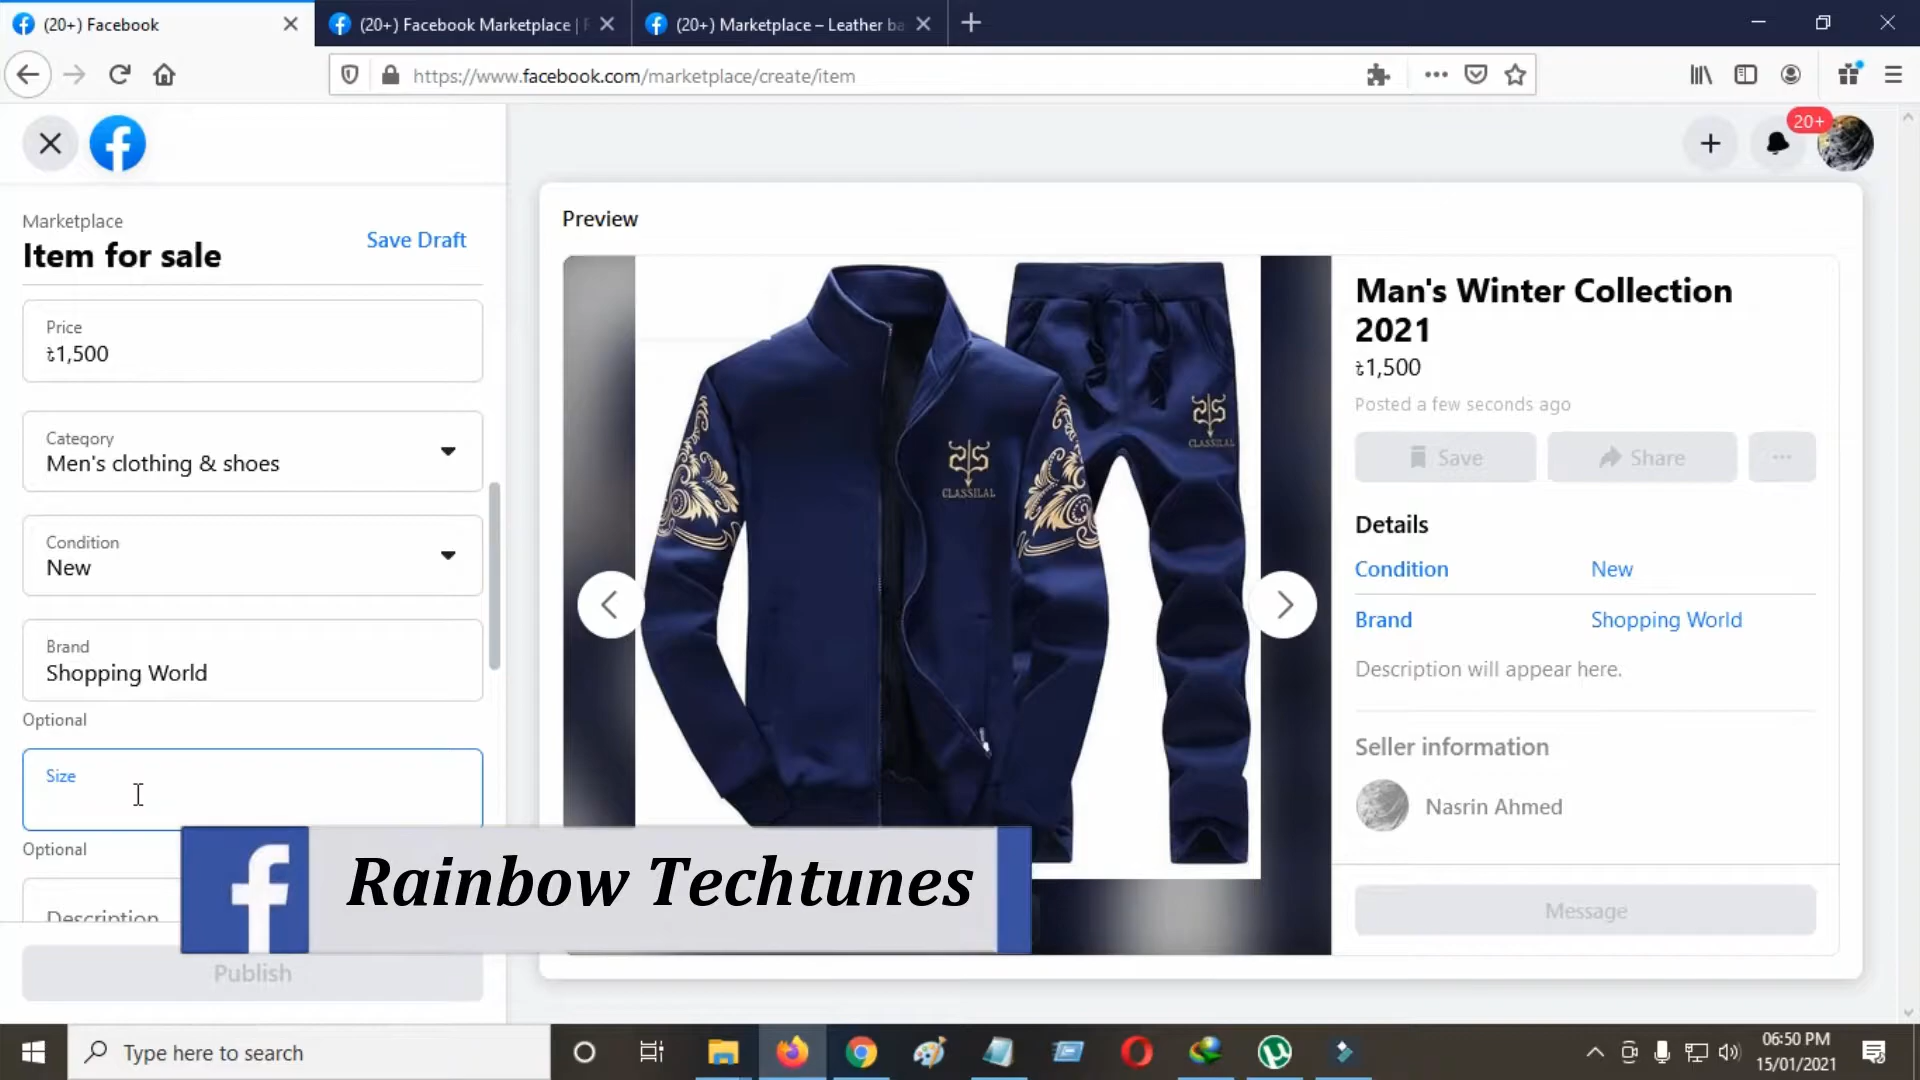 (20+) Facebook
(20+) Facebook Marketplace |
(20+) Marketplace – Leather ba
https://www.facebook.com/marketplace/create/item
20+
Marketplace
Item for sale
Save Draft
Price
৳1,500
Category
Men's clothing & shoes
Condition
New
Brand
Shopping World
Optional
Size
Optional
Description
Publish
Preview
CLASSILAL
CLASSILAL
Man's Winter Collection
2021
৳1,500
Posted a few seconds ago
Save
Share
Details
Condition New
Brand Shopping World
Description will appear here.
Seller information
Nasrin Ahmed
Message
Rainbow Techtunes
Type here to search
06:50 PM
15/01/2021